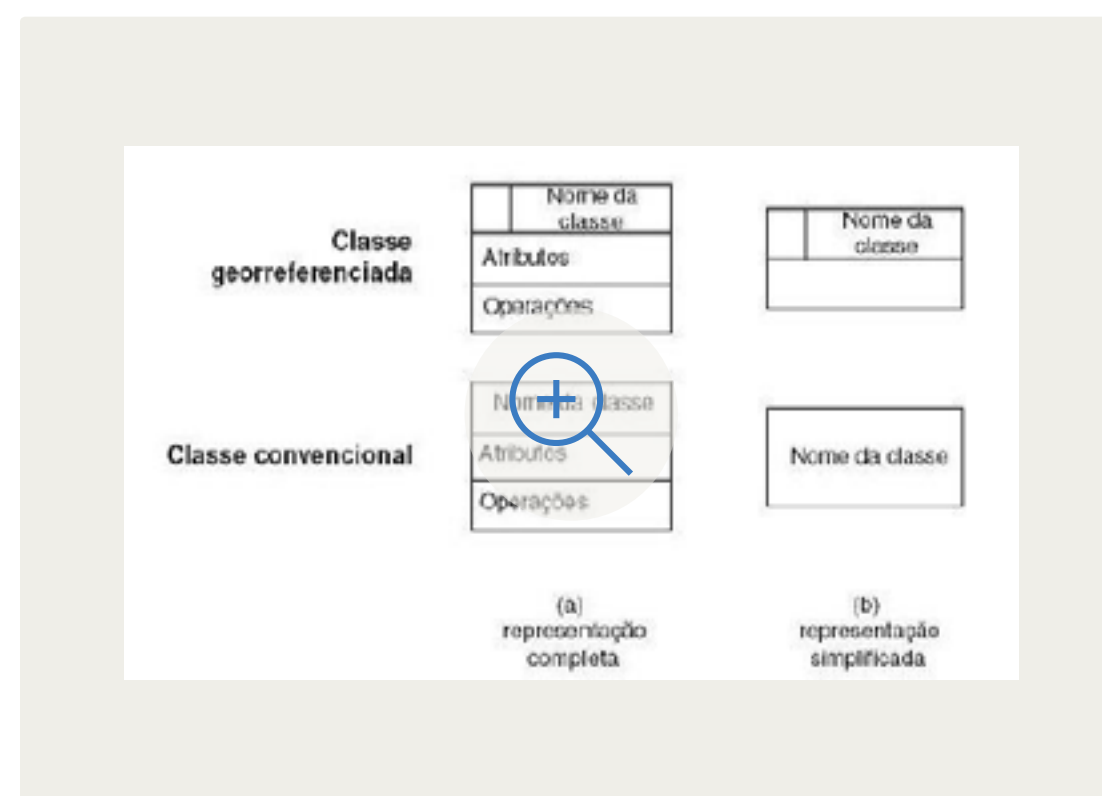 Nome da
classe
Classe
georreferenciada
Atributos
Operações
Nome da
classe
Nome da classe
Classe convencional
Atributos
Operações
Nome da classe
(a)
representação
completa
(b)
representação
simplificada